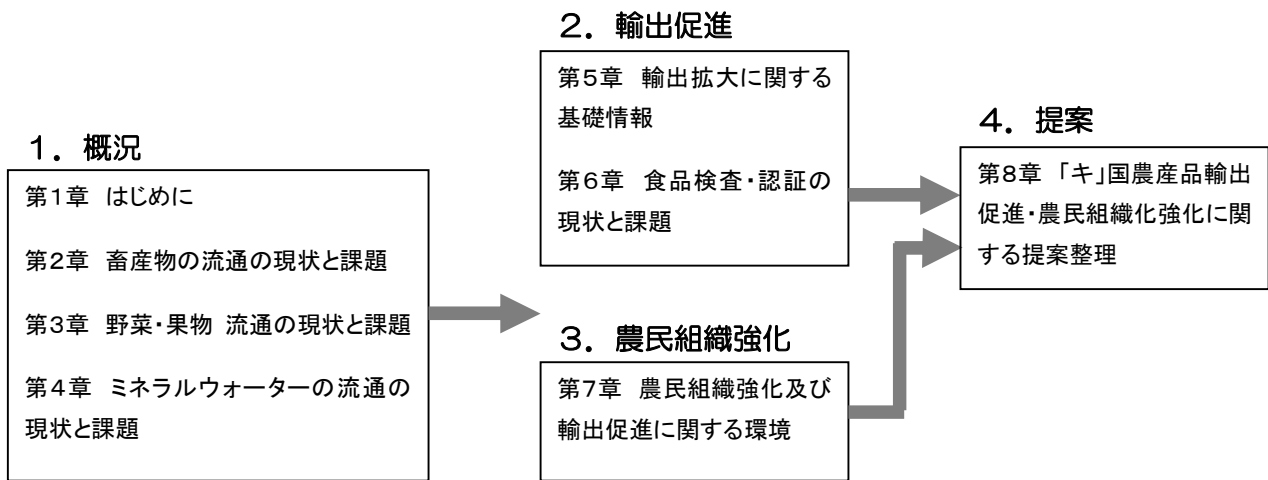 1. 概況
第1章 はじめに
第2章 畜産物の流通の現状と課題
第3章 野菜・果物 流通の現状と課題
第4章 ミネラルウォーターの流通の
現状と課題
2. 輸出促進
第5章 輸出拡大に関する
基礎情報
第6章 食品検査・認証の
現状と課題
3. 農民組織強化
第7章 農民組織強化及び
輸出促進に関する環境
4. 提案
第8章 「キ」国農産品輸出
促進・農民組織化強化に関
する提案整理